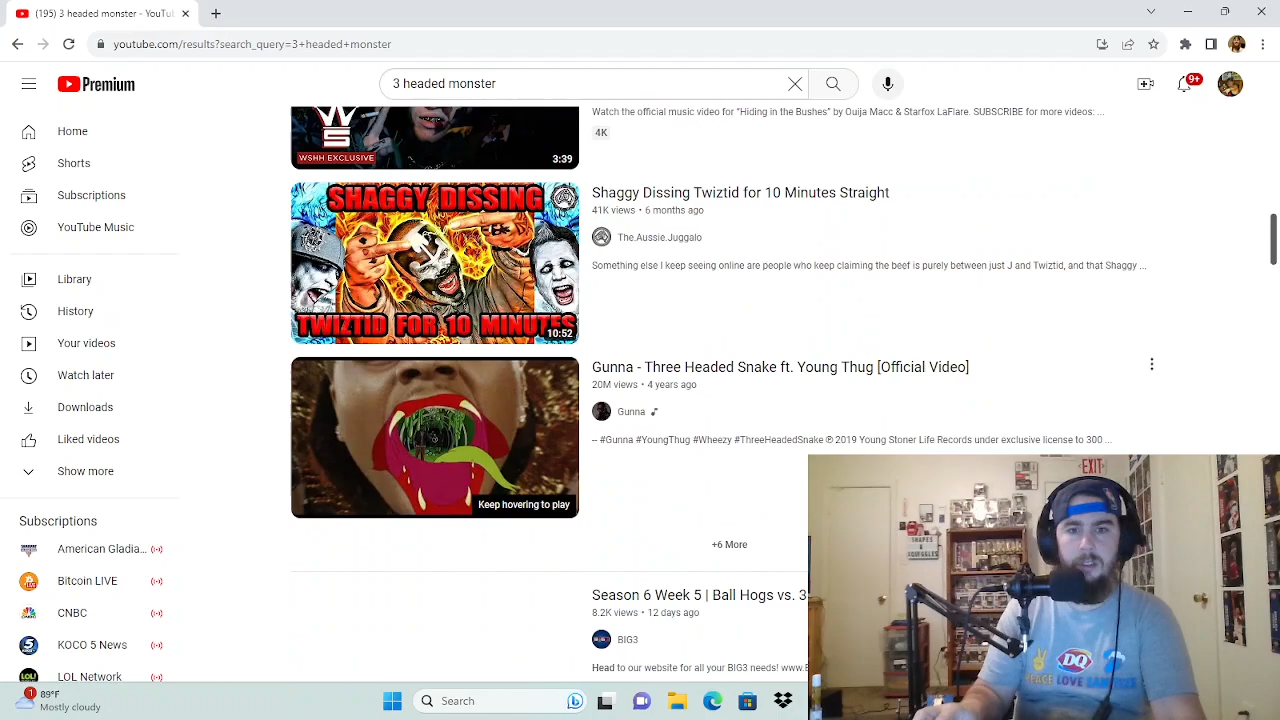 (195) 3 headed monster - YouTu
youtube.com/results?search_query=3+headed+monster
Premium
3 headed monster
9+
Home
Shorts
Subscriptions
YouTube Music
Library
History
Your videos
Watch later
Downloads
Liked videos
Show more
Subscriptions
American Gladia...
Bitcoin LIVE
CNBC
KOCO 5 News
LOL Network
WSHH EXCLUSIVE
3:39
Watch the official music video for "Hiding in the Bushes" by Ouija Macc & Starfox LaFlare. SUBSCRIBE for more videos: ...
4K
SHAGGY DISSING
TWIZTID FOR 10 MINUTES
10:52
Shaggy Dissing Twiztid for 10 Minutes Straight
41K views • 6 months ago
The.Aussie.Juggalo
Something else I keep seeing online are people who keep claiming the beef is purely between just J and Twiztid, and that Shaggy ...
Keep hovering to play
Gunna - Three Headed Snake ft. Young Thug [Official Video]
20M views • 4 years ago
Gunna
-- #Gunna #YoungThug #Wheezy #ThreeHeadedSnake ℗ 2019 Young Stoner Life Records under exclusive license to 300 ...
+6 More
Season 6 Week 5 | Ball Hogs vs. 3
8.2K views • 12 days ago
BIG3
Head to our website for all your BIG3 needs! www.B
EXIT
SHAPES
&
SQUIGGLES
DQ
PEACE LOVE
1
89°F
Mostly cloudy
Search